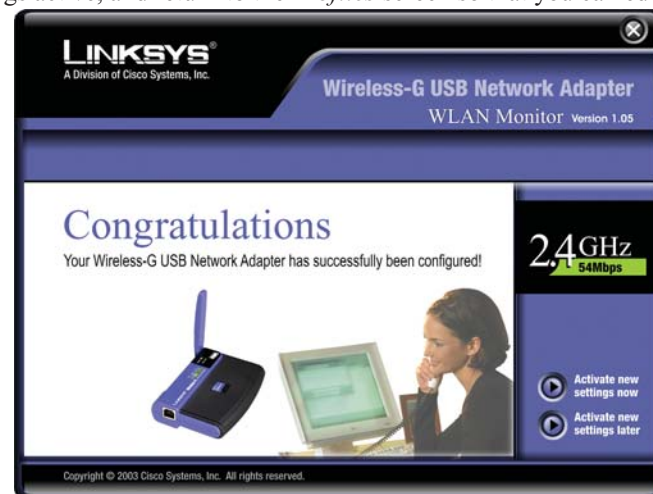 LINKSYS®
A Division of Cisco Systems, Inc.
Wireless-G USB Network Adapter
WLAN Monitor Version 1.05
Congratulations
Your Wireless-G USB Network Adapter has successfully been configured!
2.4GHz
54Mbps
Activate new
settings now
Activate new
settings later
Copyright © 2003 Cisco Systems, Inc. All rights reserved.